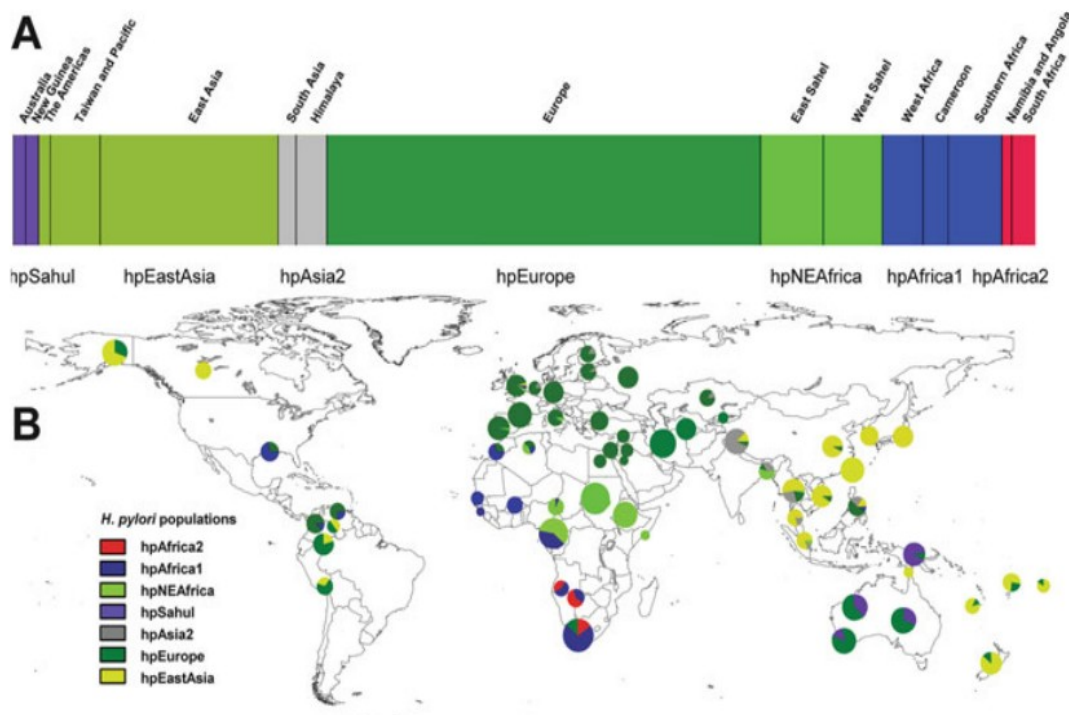 A
Australia
New Guinea
The Americas
Taiwan and Pacific
East Asia
South Asia
Himalaya
Europe
East Sahel
West Sahel
West Africa
Cameroon
Southern Africa
Namibia and Angola
South Africa
hpSahul
hpEastAsia
hpAsia2
hpEurope
hpNEAfrica
hpAfrica1
hpAfrica2
B
H. pylori populations
hpAfrica2
hpAfrica1
hpNEAfrica
hpSahul
hpAsia2
hpEurope
hpEastAsia